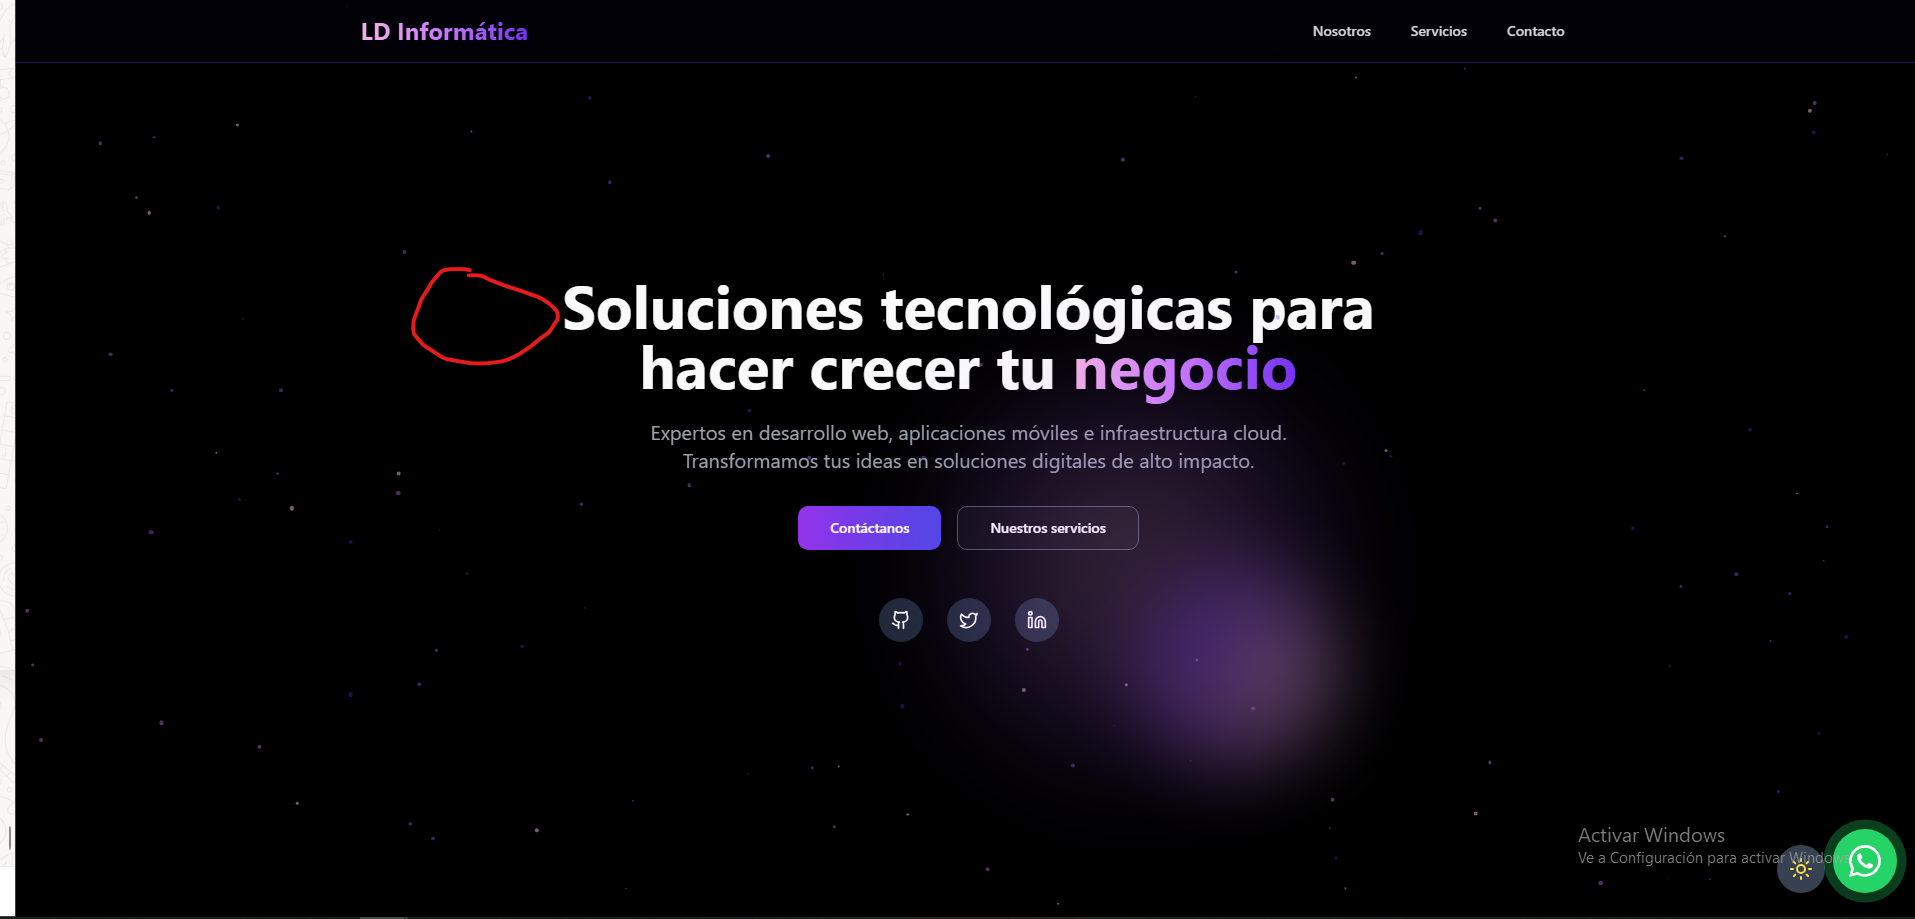 LD Informática
Nosotros Servicios Contacto
Soluciones tecnológicas para
hacer crecer tu negocio
Expertos en desarrollo web, aplicaciones móviles e infraestructura cloud.
Transformamos tus ideas en soluciones digitales de alto impacto.
Contáctanos Nuestros servicios
Activar Windows
Ve a Configuración para activar Windows